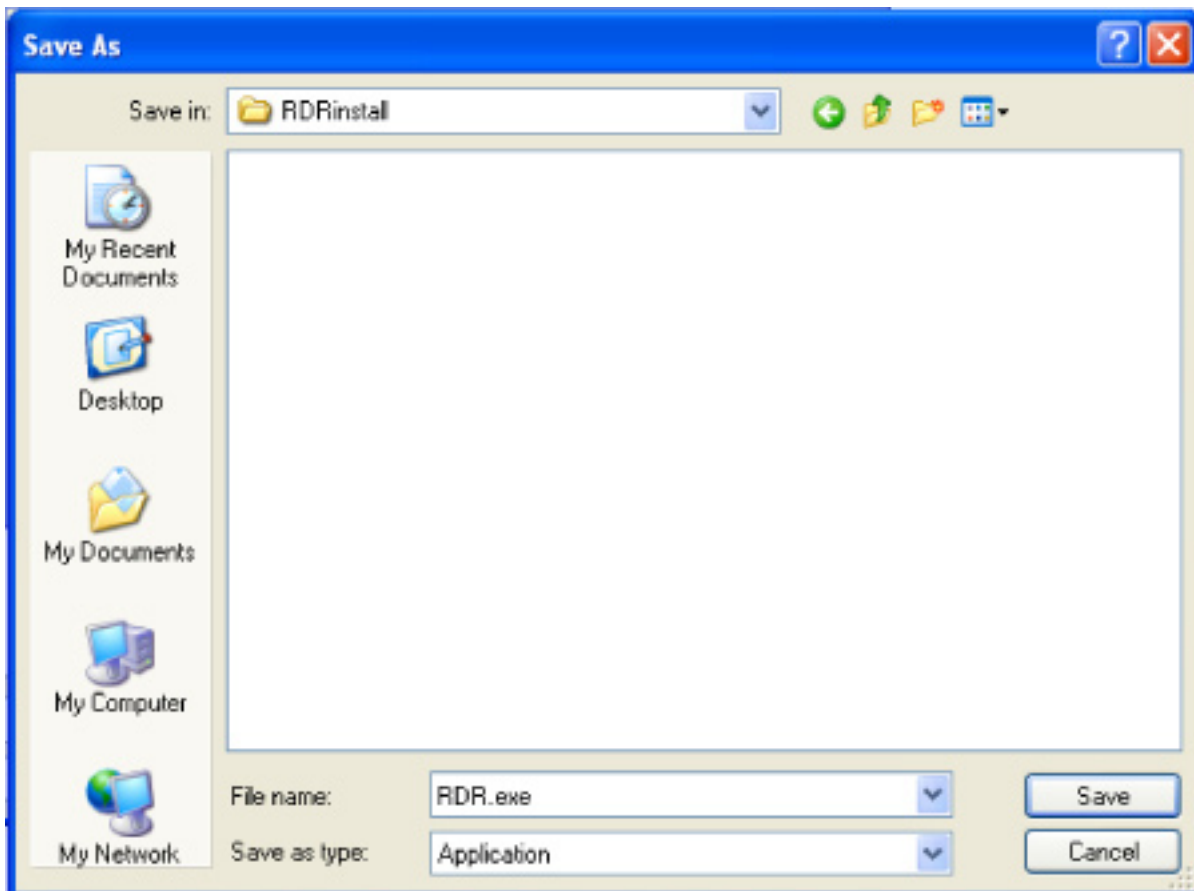 Save As
Save in: RDRinstall
My Recent
Documents
Desktop
My Documents
My Computer
My Network
File name: RDR.exe Save
Save as type: Application Cancel